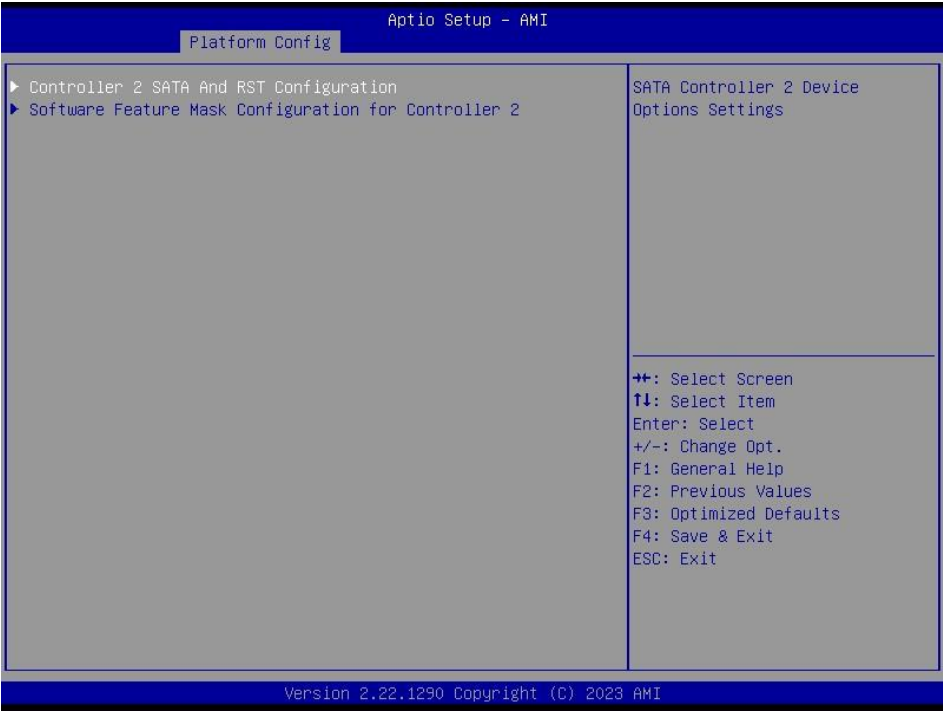 Aptio Setup – AMI
Platform Config
▶ Controller 2 SATA And RST Configuration
▶ Software Feature Mask Configuration for Controller 2
SATA Controller 2 Device
Options Settings
→←: Select Screen
↑↓: Select Item
Enter: Select
+/-: Change Opt.
F1: General Help
F2: Previous Values
F3: Optimized Defaults
F4: Save & Exit
ESC: Exit
Version 2.22.1290 Copyright (C) 2023 AMI